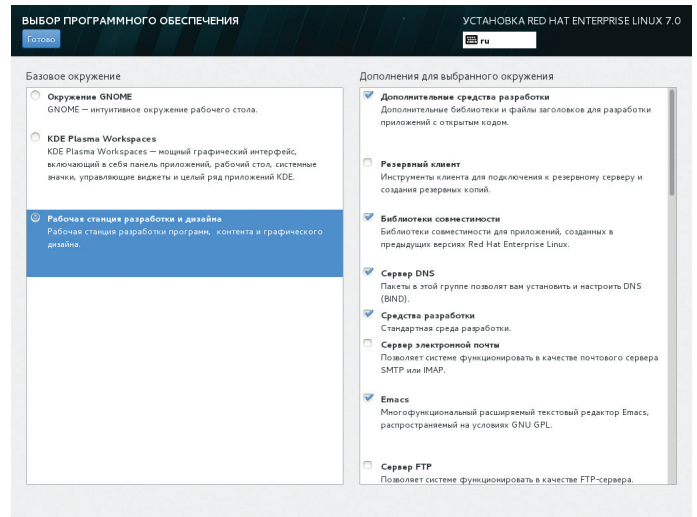 ВЫБОР ПРОГРАММНОГО ОБЕСПЕЧЕНИЯ
Готово
УСТАНОВКА RED HAT ENTERPRISE LINUX 7.0
ru
Базовое окружение
Окружение GNOME
GNOME — интуитивное окружение рабочего стола.
KDE Plasma Workspaces
KDE Plasma Workspaces — мощный графический интерфейс,
включающий в себя панель приложений, рабочий стол, системные
значки, управляющие виджеты и целый ряд приложений KDE.
Рабочая станция разработки и дизайна
Рабочая станция разработки программ, контента и графического
дизайна.
Дополнения для выбранного окружения
Дополнительные средства разработки
Дополнительные библиотеки и файлы заголовков для разработки
приложений с открытым кодом.
Резервный клиент
Инструменты клиента для подключения к резервному серверу и
создания резервных копий.
Библиотеки совместимости
Библиотеки совместимости для приложений, созданных в
предыдущих версиях Red Hat Enterprise Linux.
Сервер DNS
Пакеты в этой группе позволят вам установить и настроить DNS
(BIND).
Средства разработки
Стандартная среда разработки.
Сервер электронной почты
Позволяет системе функционировать в качестве почтового сервера
SMTP или IMAP.
Emacs
Многофункциональный расширяемый текстовый редактор Emacs,
распространяемый на условиях GNU GPL.
Сервер FTP
Позволяет системе функционировать в качестве FTP-сервера.